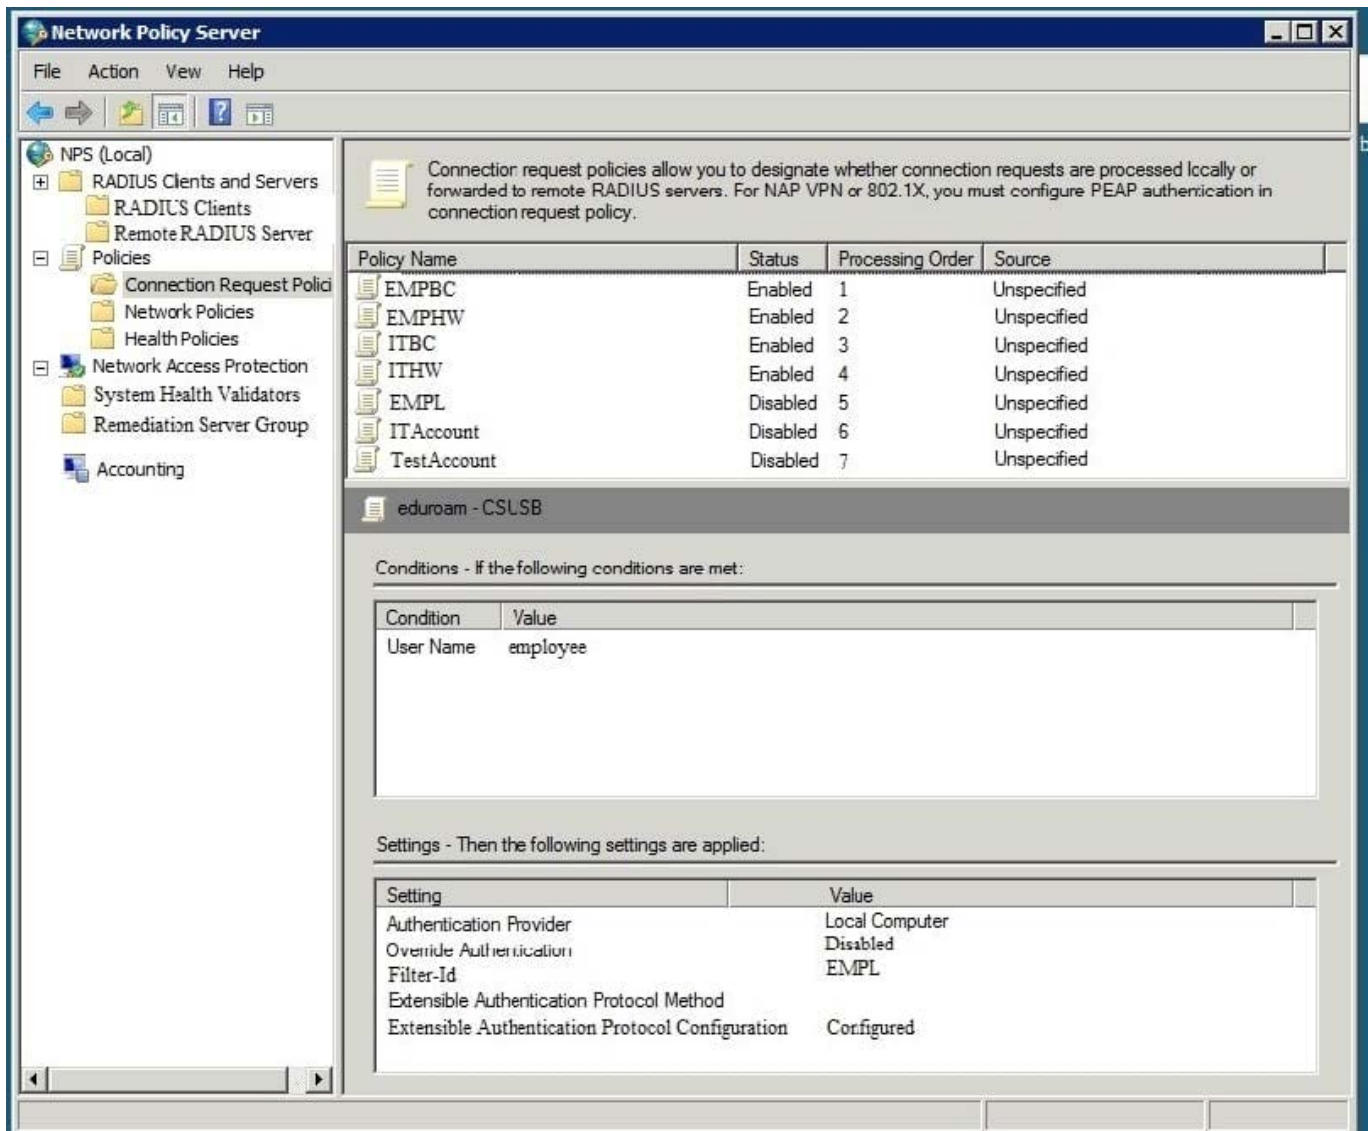 Network Policy Server
File Action Vew Help
NPS (Local)
RADIUS Clients and Servers
RADIUS Clients
Remote RADIUS Server
Policies
Connection Request Polici
Network Policies
Health Policies
Network Access Protection
System Health Validators
Remediation Server Group
Accounting
Connection request policies allow you to designate whether connection requests are processed locally or
forwarded to remote RADIUS servers. For NAP VPN or 802.1X, you must configure PEAP authentication in
connection request policy.
Policy Name Status Processing Order Source
EMPBC Enabled 1 Unspecified
EMPHW Enabled 2 Unspecified
ITBC Enabled 3 Unspecified
ITHW Enabled 4 Unspecified
EMPL Disabled 5 Unspecified
ITAccount Disabled 6 Unspecified
TestAccount Disabled 7 Unspecified
eduroam - CSUSB
Conditions - If the following conditions are met:
Condition Value
User Name employee
Settings - Then the following settings are applied:
Setting Value
Authentication Provider Local Computer
Override Authentication Disabled
Filter-Id EMPL
Extensible Authentication Protocol Method
Extensible Authentication Protocol Configuration Configured